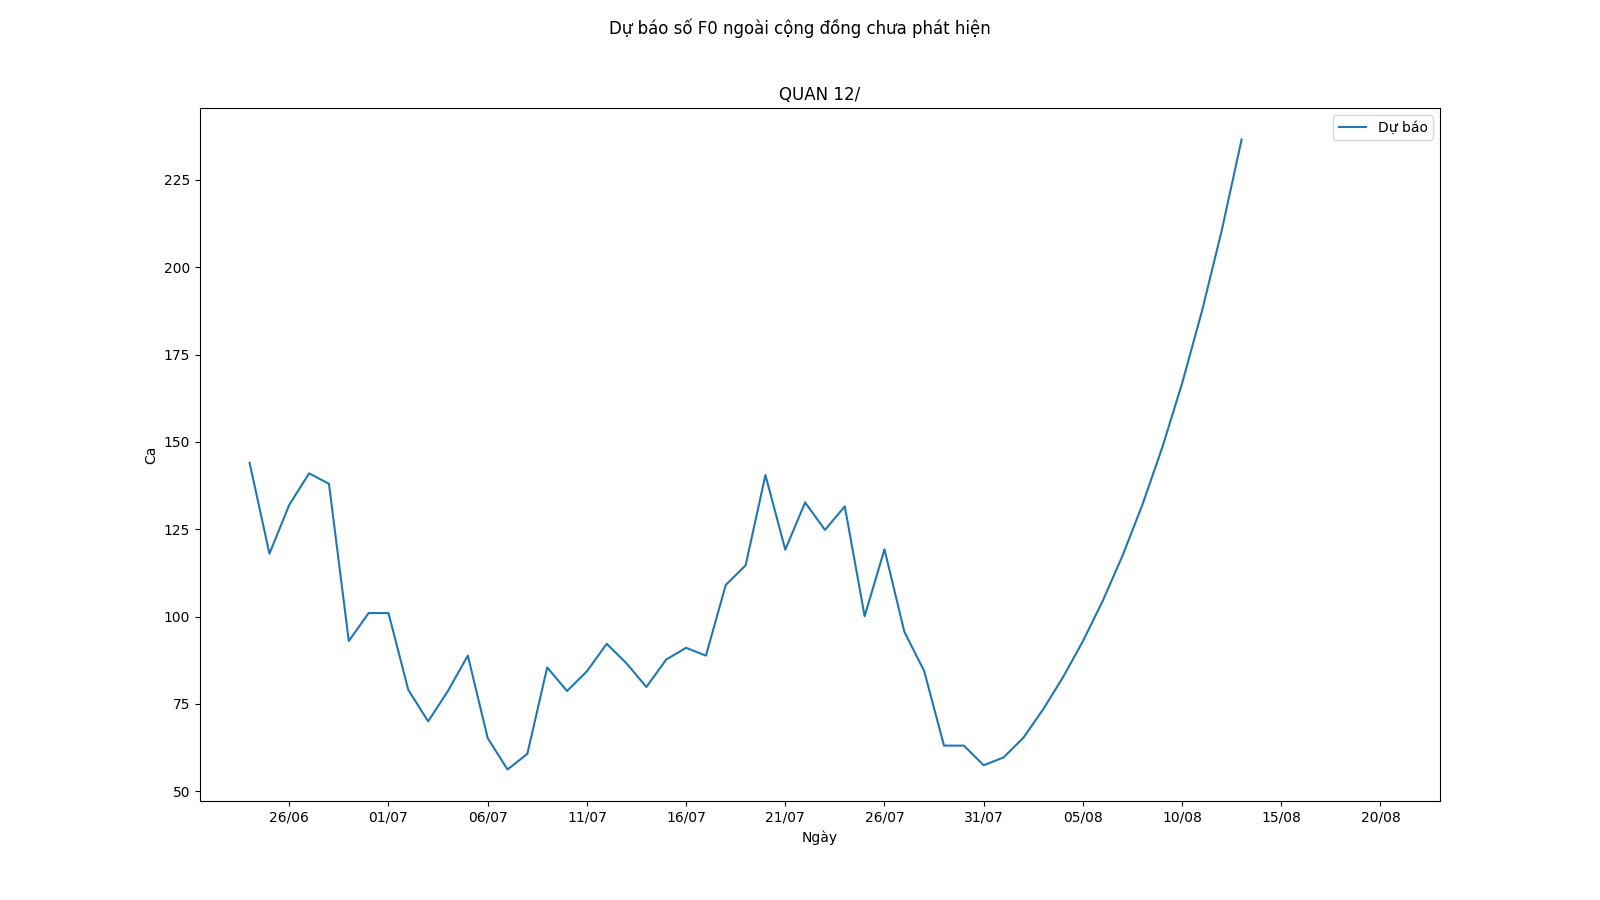 Dự báo số F0 ngoài cộng đồng chưa phát hiện
QUAN 12/
Dự báo
225
200
175
150
125
100
75
50
Ca
26/06 01/07 06/07 11/07 16/07 21/07 26/07 31/07 05/08 10/08 15/08 20/08
Ngày